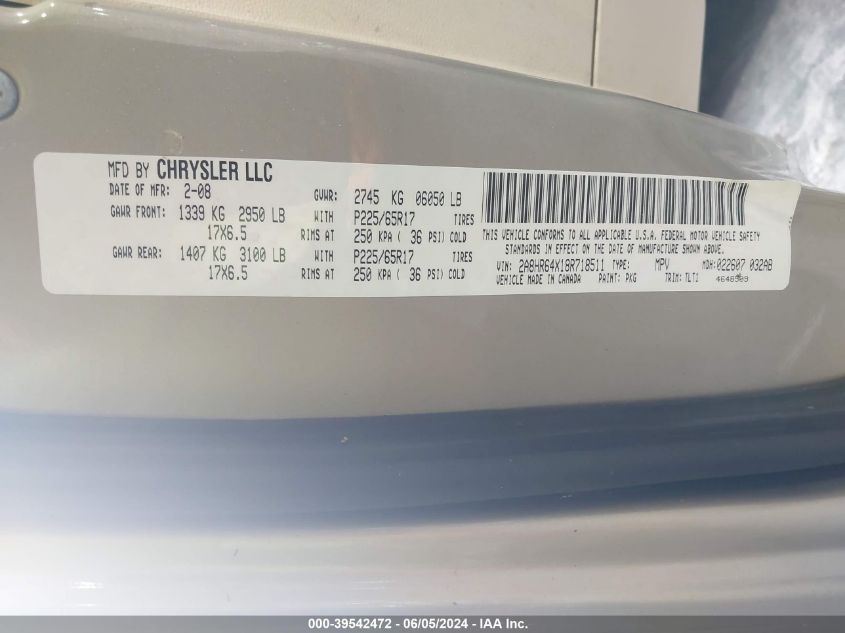 MFD BY CHRYSLER LLC
DATE OF MFR: 2-08 GVWR: 2745 KG 06050 LB
GAWR FRONT: 1339 KG 2950 LB WITH P225/65R17 TIRES
17X6.5 RIMS AT 250 KPA ( 36 PSI) COLD
GAWR REAR: 1407 KG 3100 LB WITH P225/65R17 TIRES
17X6.5 RIMS AT 250 KPA ( 36 PSI) COLD
THIS VEHICLE CONFORMS TO ALL APPLICABLE U.S.A. FEDERAL MOTOR VEHICLE SAFETY
STANDARDS IN EFFECT ON THE DATE OF MANUFACTURE SHOWN ABOVE.
VIN: 2A8HR64X18R718511 TYPE: MPV MDH: 022607 032AB
VEHICLE MADE IN CANADA PAINT: PKG TRIM: TLT1
000-39542472 - 06/05/2024 - IAA Inc.